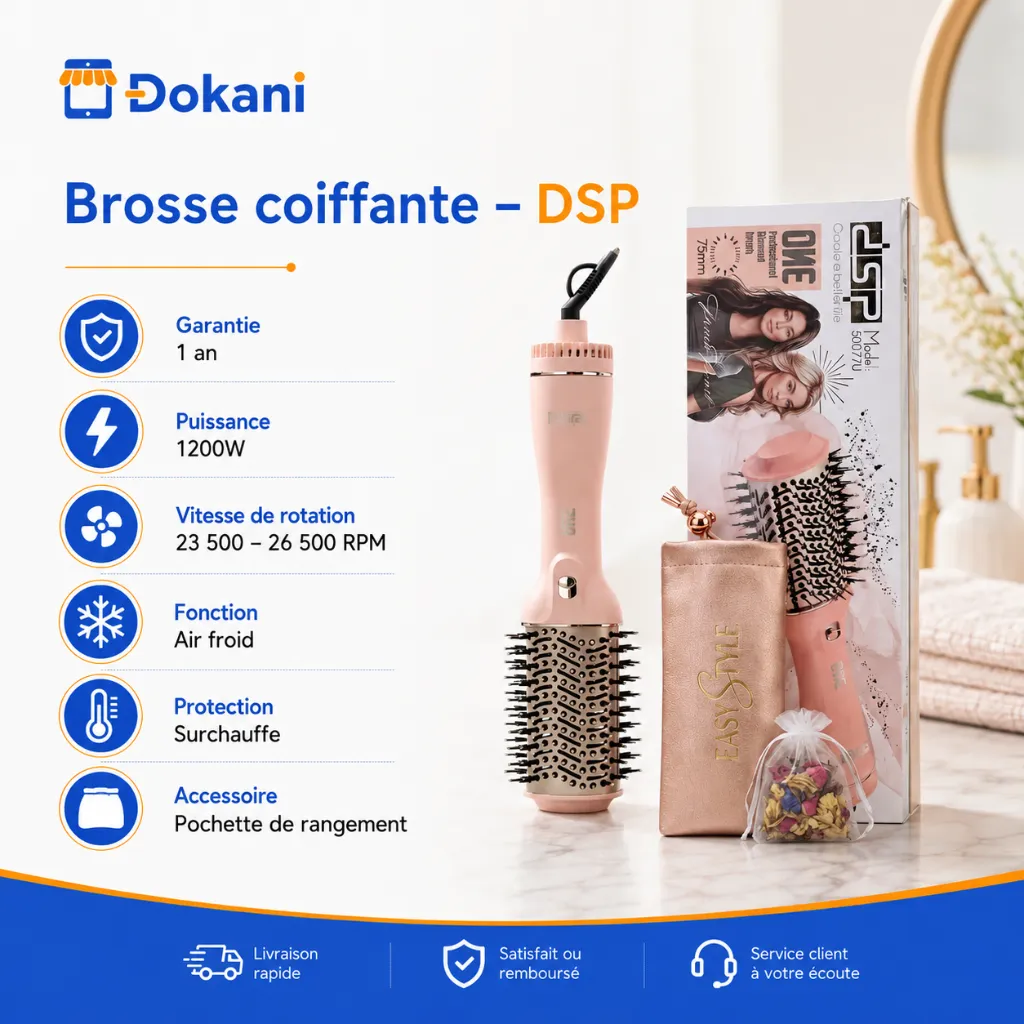 Dokani
Brosse coiffante – DSP
Garantie
1 an
Puissance
1200W
Vitesse de rotation
23 500 – 26 500 RPM
Fonction
Air froid
Protection
Surchauffe
Accessoire
Pochette de rangement
dsp
Model:
50077U
ONE
Professional
75mm
EASY STYLE
Livraison
rapide
Satisfait ou
remboursé
Service client
à votre écoute